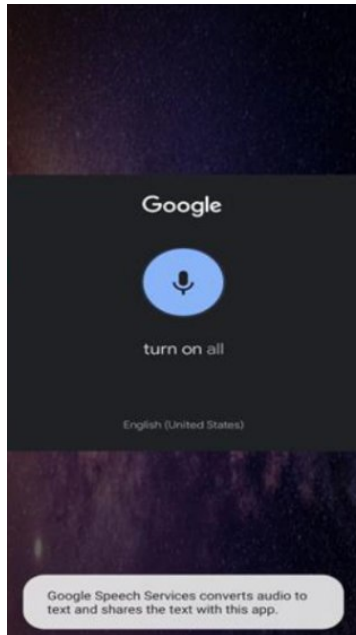 Google
turn on all
English (United States)
Google Speech Services converts audio to
text and shares the text with this app.